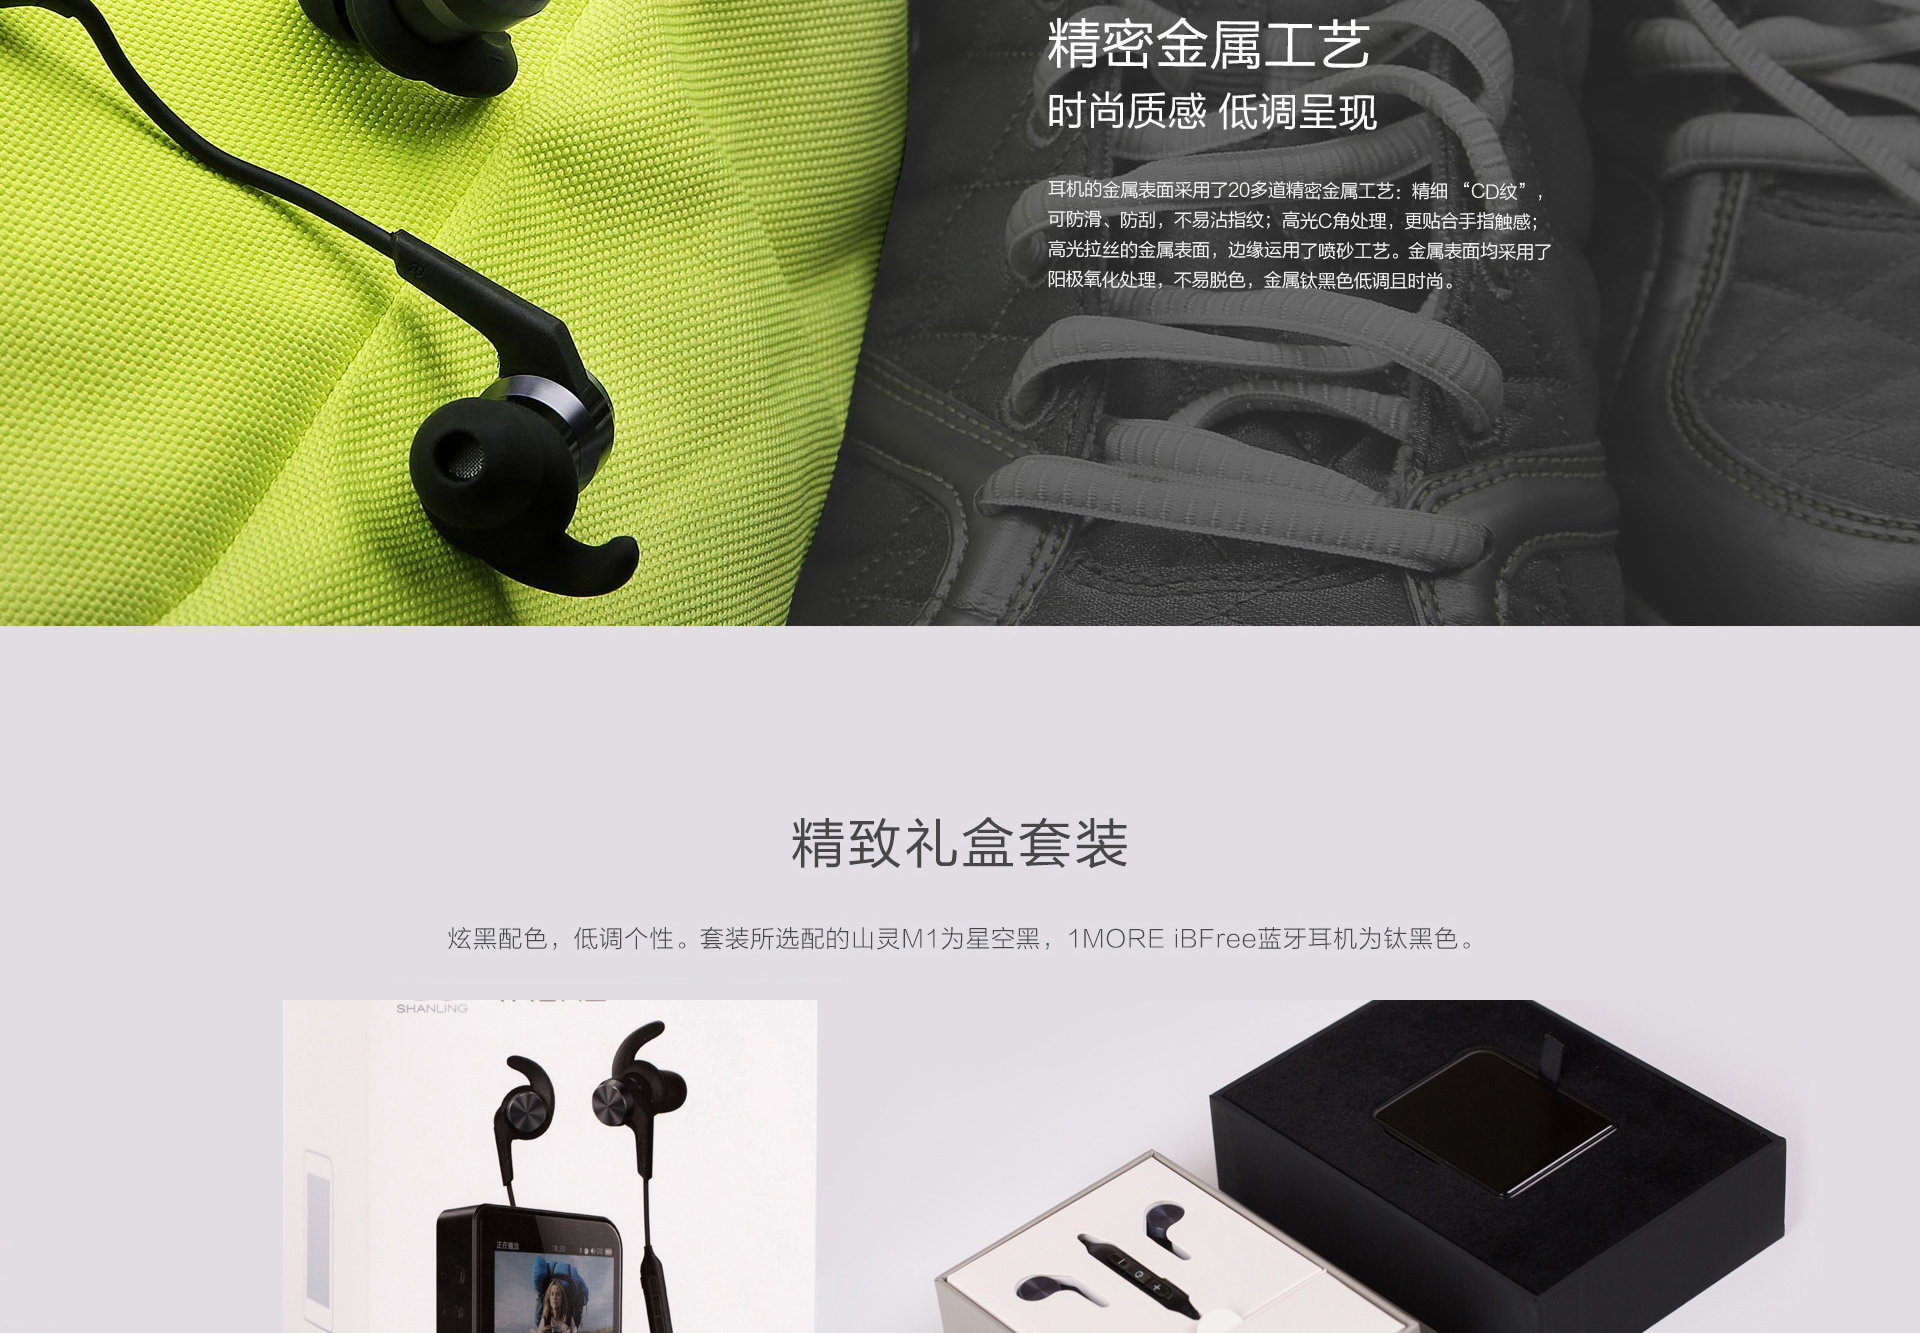 精密金属工艺
时尚质感 低调呈现
耳机的金属表面采用了20多道精密金属工艺：精细 “CD纹”，
可防滑、防刮，不易沾指纹；高光C角处理，更贴合手指触感；
高光拉丝的金属表面，边缘运用了喷砂工艺。金属表面均采用了
阳极氧化处理，不易脱色，金属钛黑色低调且时尚。
精致礼盒套装
炫黑配色，低调个性。套装所选配的山灵M1为星空黑，1MORE iBFree蓝牙耳机为钛黑色。
SHANLING
正在播放
18:20